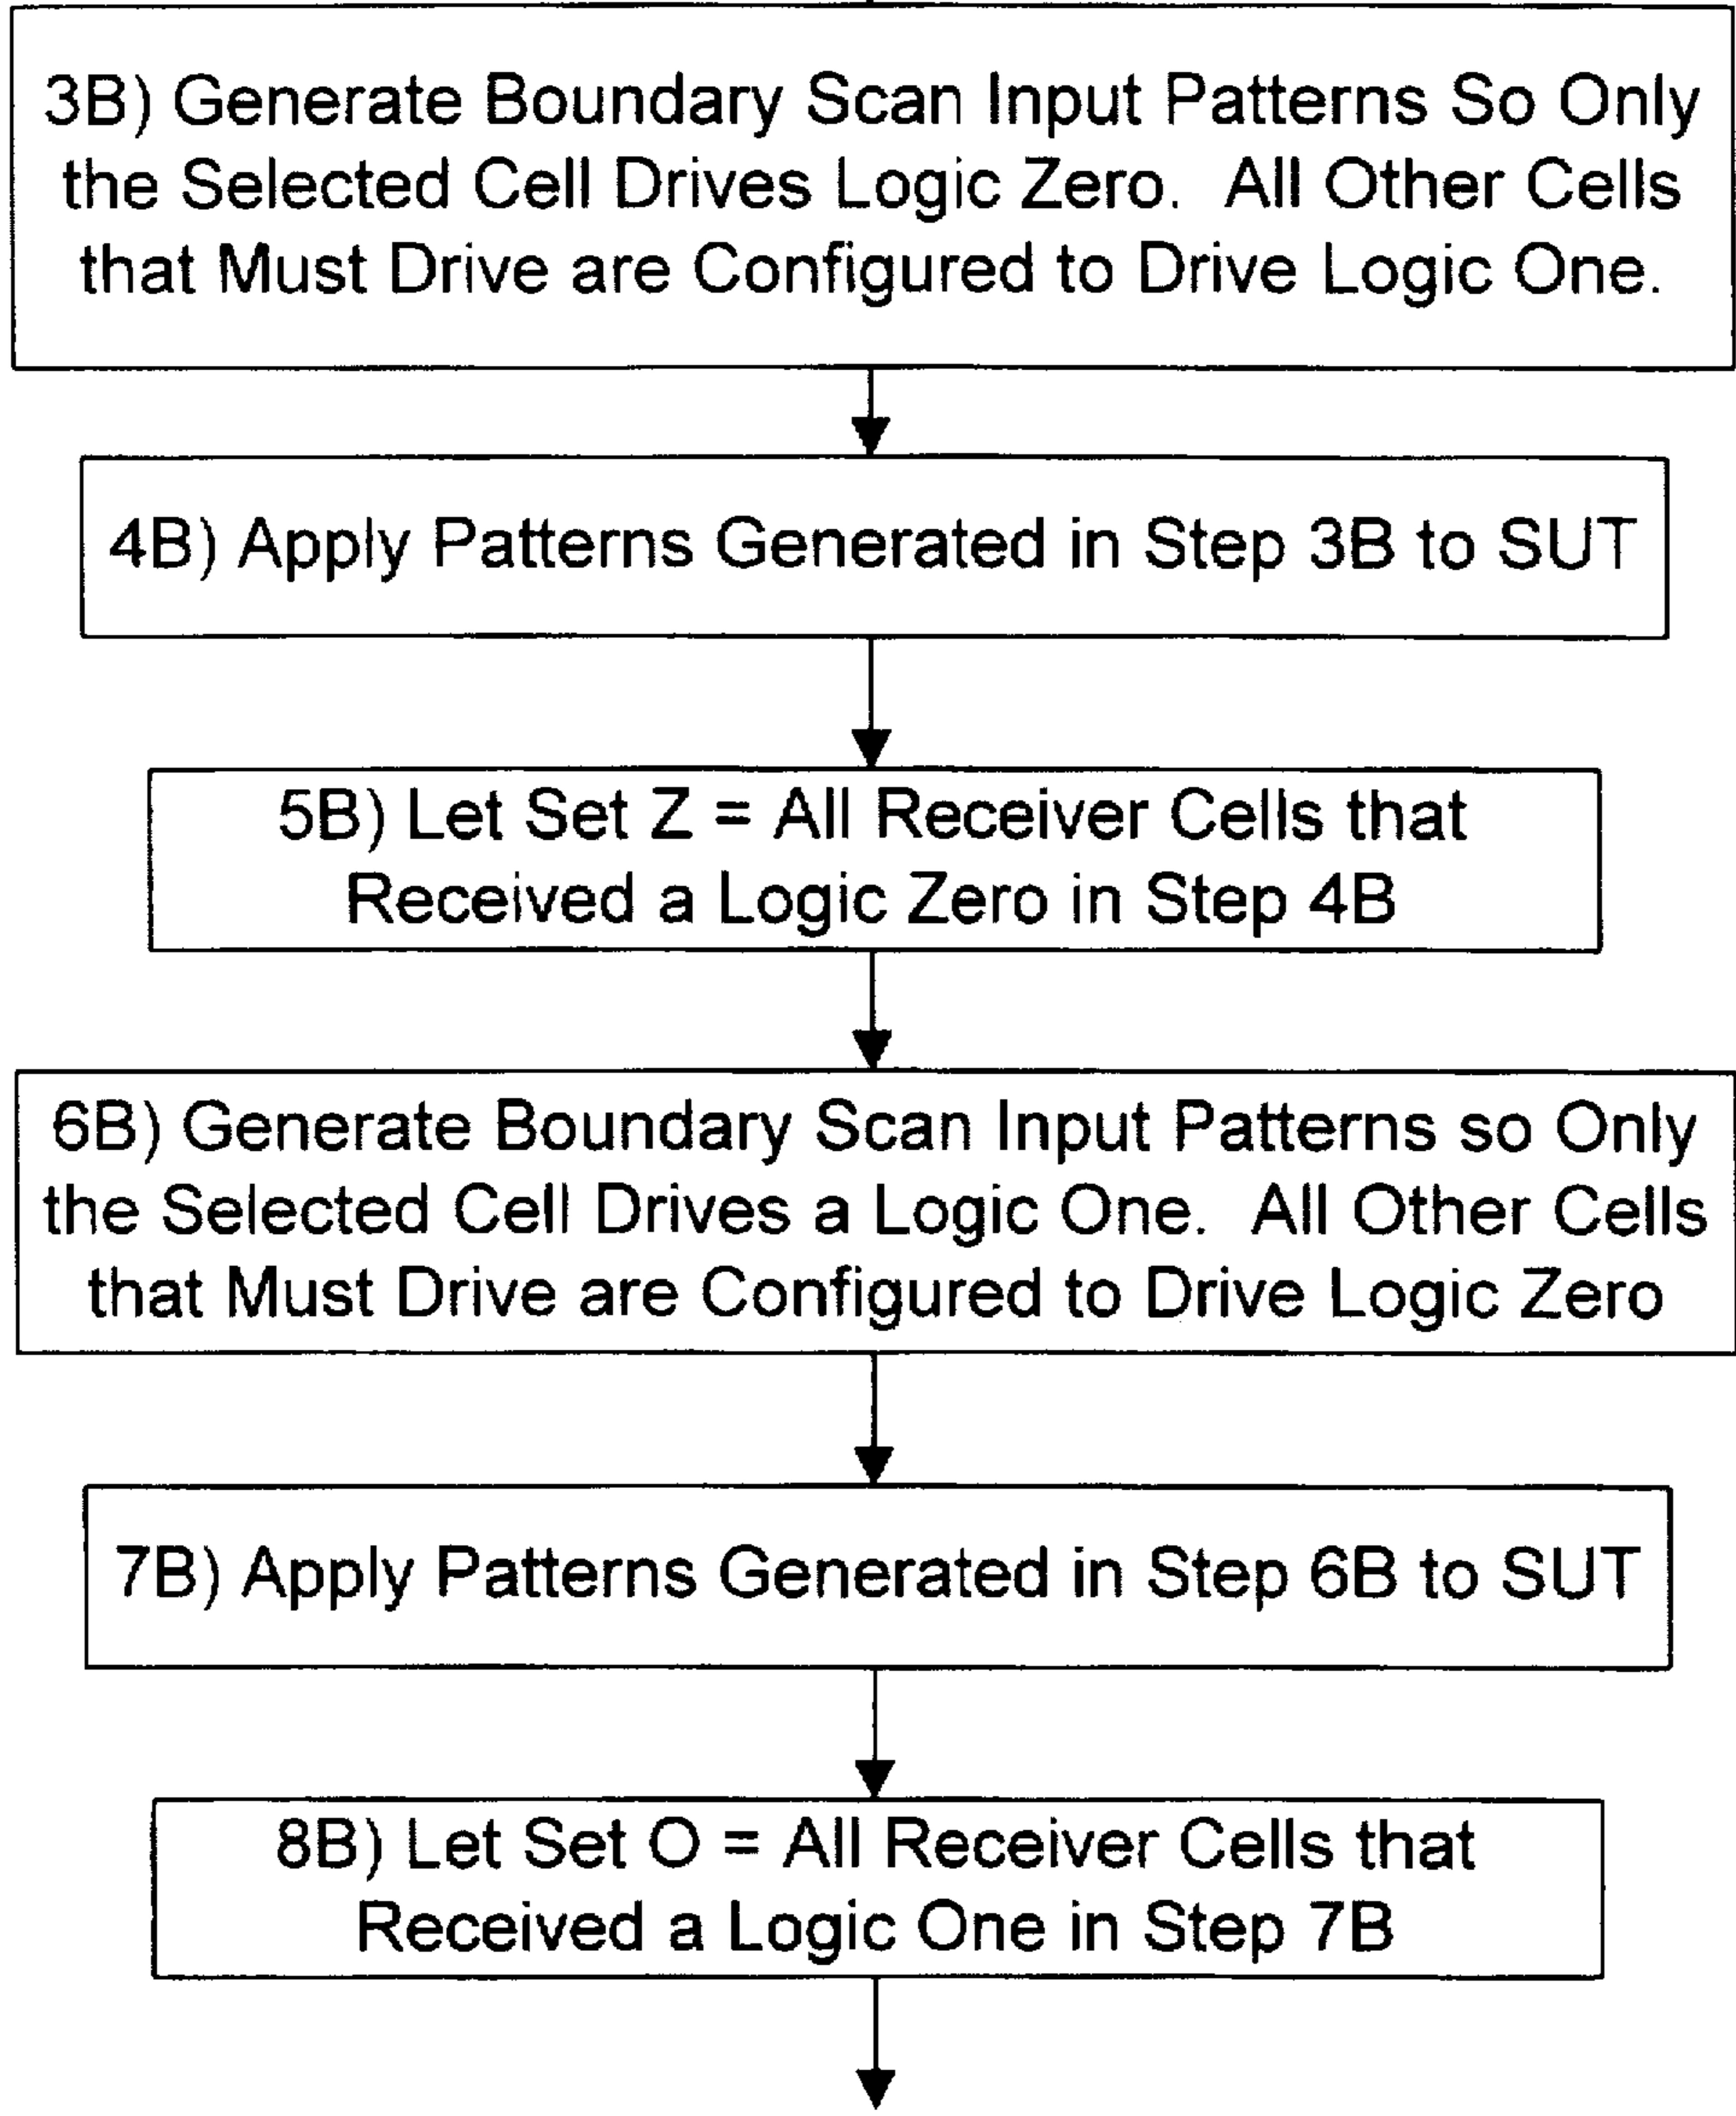 3B) Generate Boundary Scan Input Patterns So Only
the Selected Cell Drives Logic Zero. All Other Cells
that Must Drive are Configured to Drive Logic One.
4B) Apply Patterns Generated in Step 3B to SUT
5B) Let Set Z = All Receiver Cells that
Received a Logic Zero in Step 4B
6B) Generate Boundary Scan Input Patterns so Only
the Selected Cell Drives a Logic One. All Other Cells
that Must Drive are Configured to Drive Logic Zero
7B) Apply Patterns Generated in Step 6B to SUT
8B) Let Set O = All Receiver Cells that
Received a Logic One in Step 7B